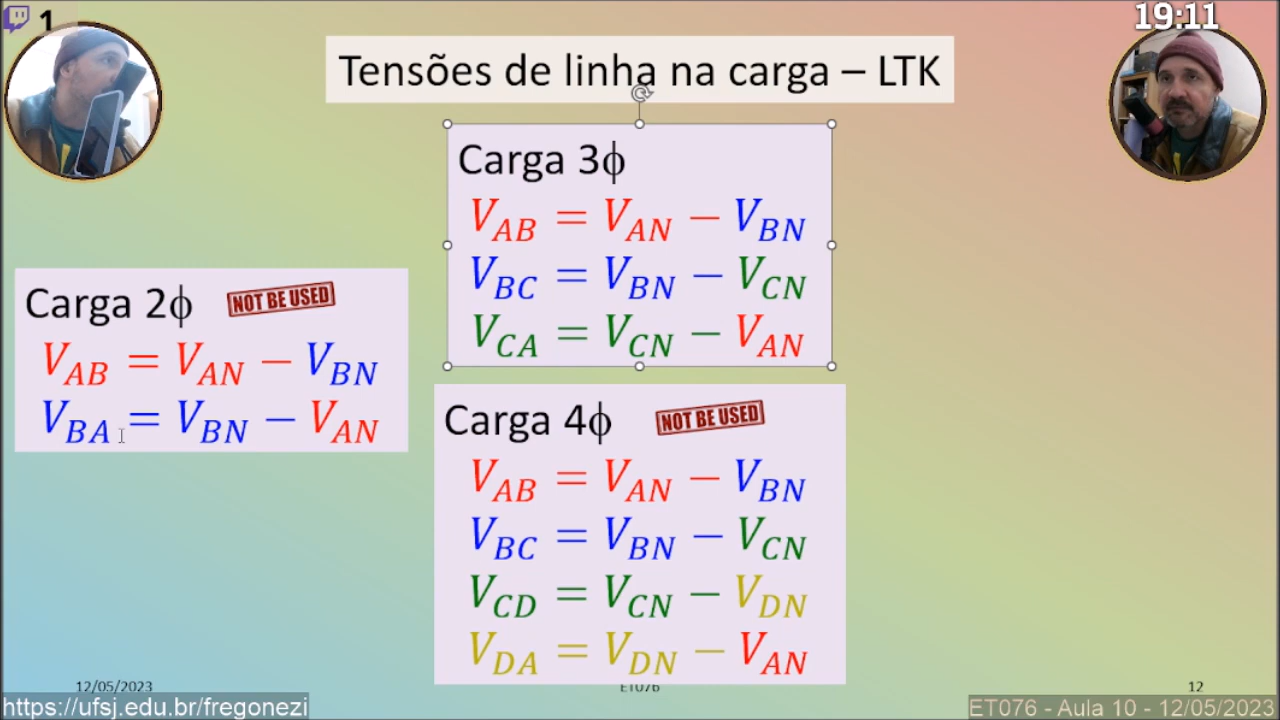 1
19:11
Tensões de linha na carga – LTK
Carga 3ϕ
V_AB = V_AN − V_BN
V_BC = V_BN − V_CN
V_CA = V_CN − V_AN
Carga 2ϕ
NOT BE USED
V_AB = V_AN − V_BN
V_BA = V_BN − V_AN
Carga 4ϕ
NOT BE USED
V_AB = V_AN − V_BN
V_BC = V_BN − V_CN
V_CD = V_CN − V_DN
V_DA = V_DN − V_AN
12/05/2023
ET076
12
https://ufsj.edu.br/fregonezi
ET076 - Aula 10 - 12/05/2023